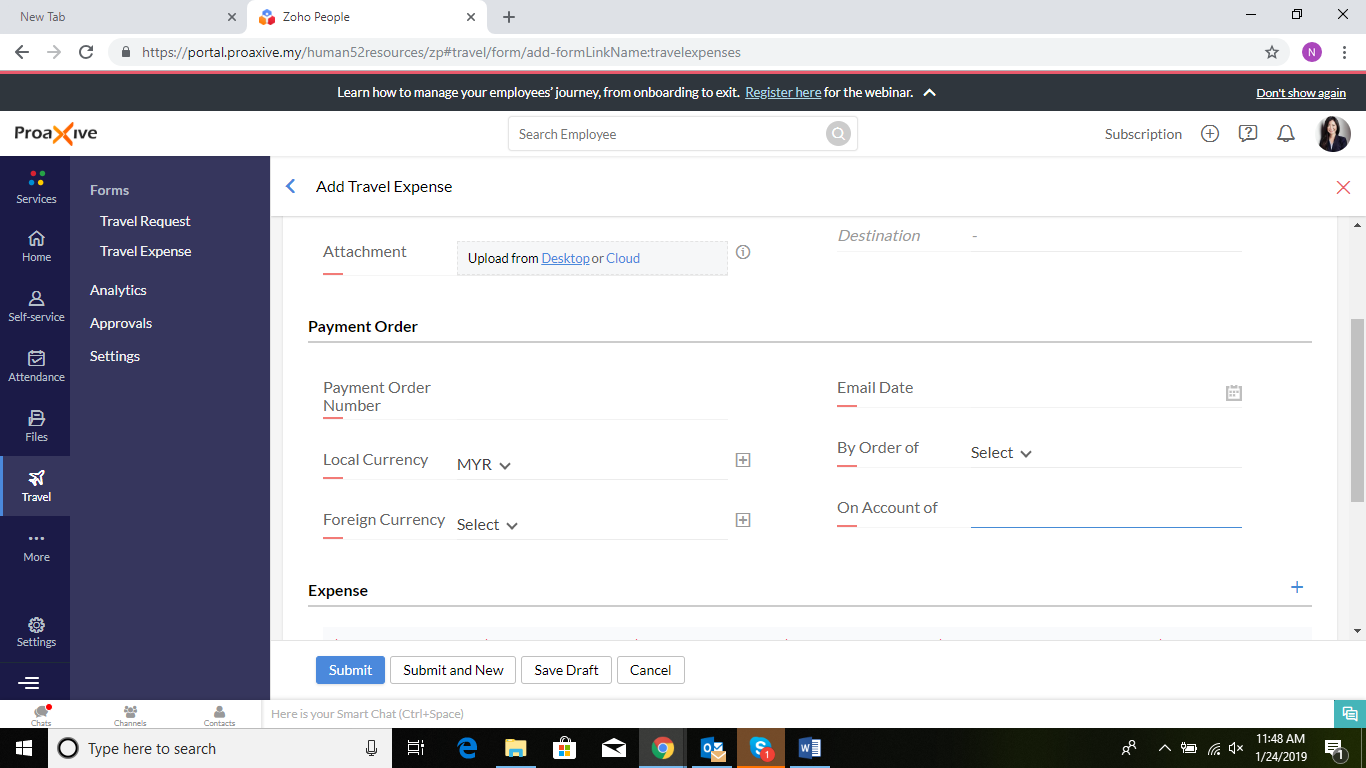 New Tab
Zoho People
https://portal.proaxive.my/human52resources/zp#travel/form/add-formLinkName:travelexpenses
N
Learn how to manage your employees' journey, from onboarding to exit. Register here for the webinar.
Don't show again
ProaXive
Search Employee
Subscription
Services
Home
Self-service
Attendance
Files
Travel
More
Settings
Forms
Travel Request
Travel Expense
Analytics
Approvals
Settings
Add Travel Expense
Attachment
Upload from Desktop or Cloud
Destination -
Payment Order
Payment Order
Number
Email Date
Local Currency MYR
By Order of Select
Foreign Currency Select
On Account of
Expense
Submit
Submit and New
Save Draft
Cancel
Chats
Channels
Contacts
Here is your Smart Chat (Ctrl+Space)
Type here to search
1
11:48 AM
1/24/2019
1